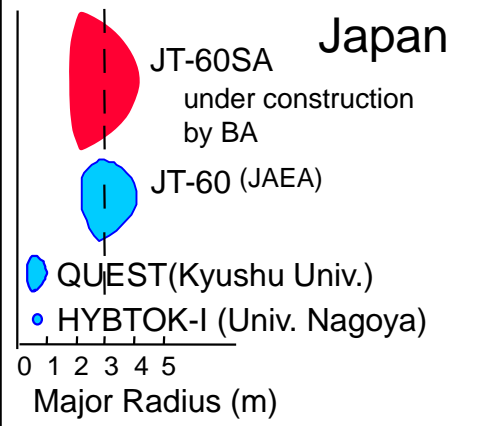 Japan
JT-60SA
under construction
by BA
JT-60 (JAEA)
QUEST(Kyushu Univ.)
HYBTOK-I (Univ. Nagoya)
0 1 2 3 4 5
Major Radius (m)